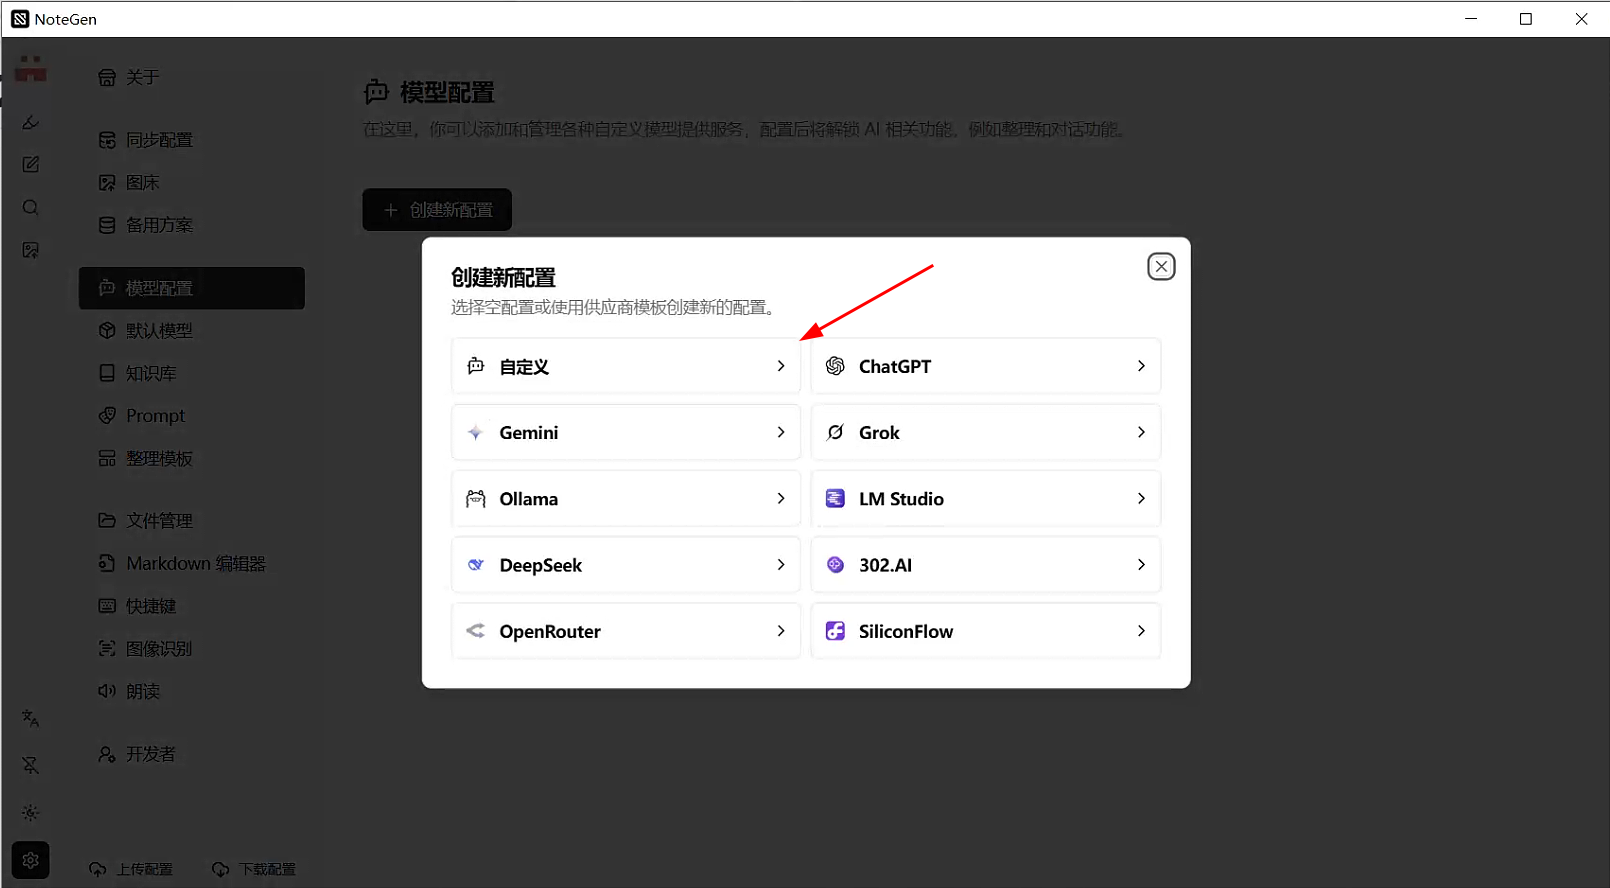 NoteGen
关于
同步配置
图床
备用方案
模型配置
默认模型
知识库
Prompt
整理模板
文件管理
Markdown 编辑器
快捷键
图像识别
朗读
开发者
上传配置
下载配置
模型配置
在这里，你可以添加和管理各种自定义模型提供服务，配置后将解锁 AI 相关功能，例如整理和对话功能。
创建新配置
创建新配置
选择空配置或使用供应商模板创建新的配置。
自定义
ChatGPT
Gemini
Grok
Ollama
LM Studio
DeepSeek
302.AI
OpenRouter
SiliconFlow